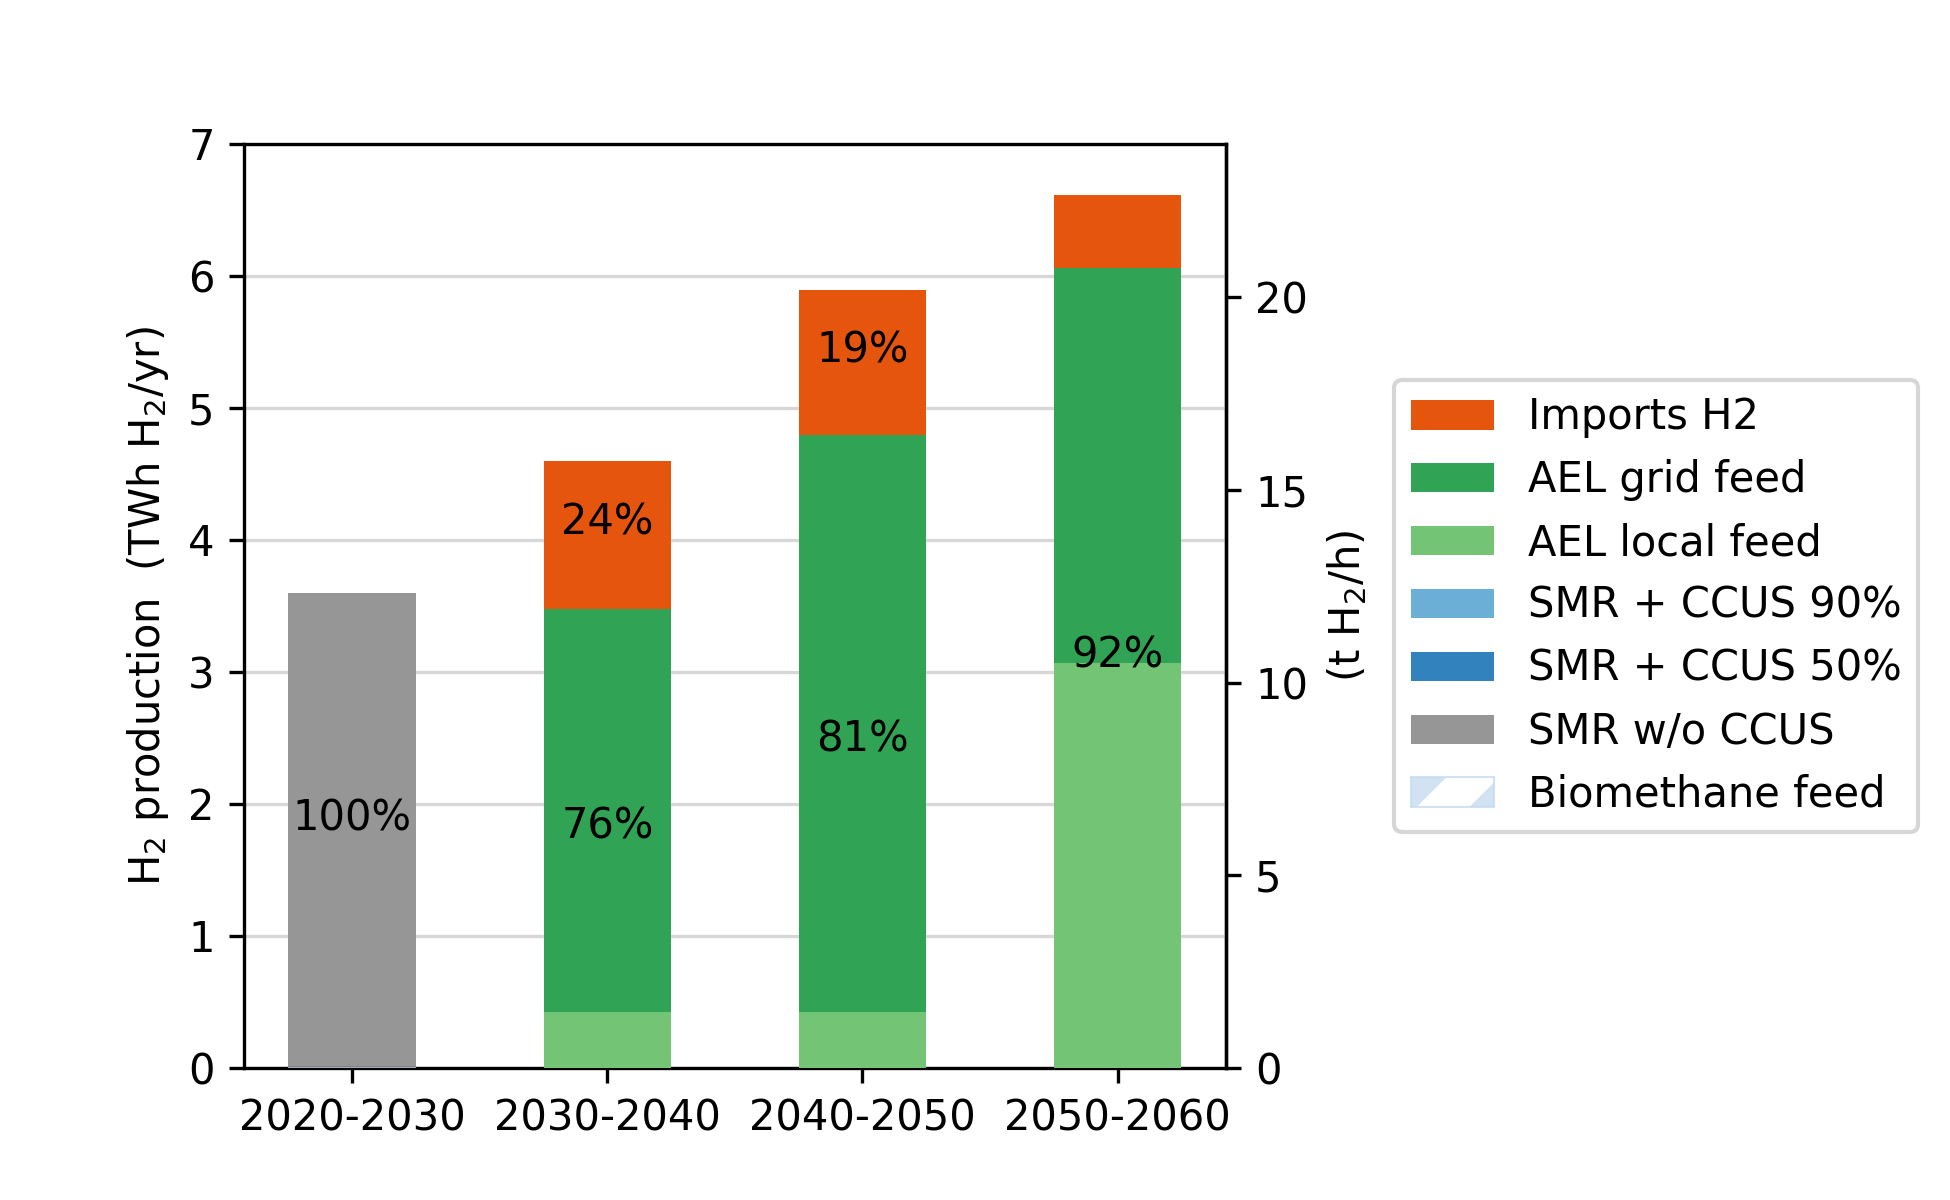 7
6
5
4
3
2
1
0
H₂ production (TWh H₂/yr)
24%
19%
100%
76%
81%
92%
2020-2030 2030-2040 2040-2050 2050-2060
20
15
10
5
0
(t H₂/h)
Imports H2
AEL grid feed
AEL local feed
SMR + CCUS 90%
SMR + CCUS 50%
SMR w/o CCUS
Biomethane feed